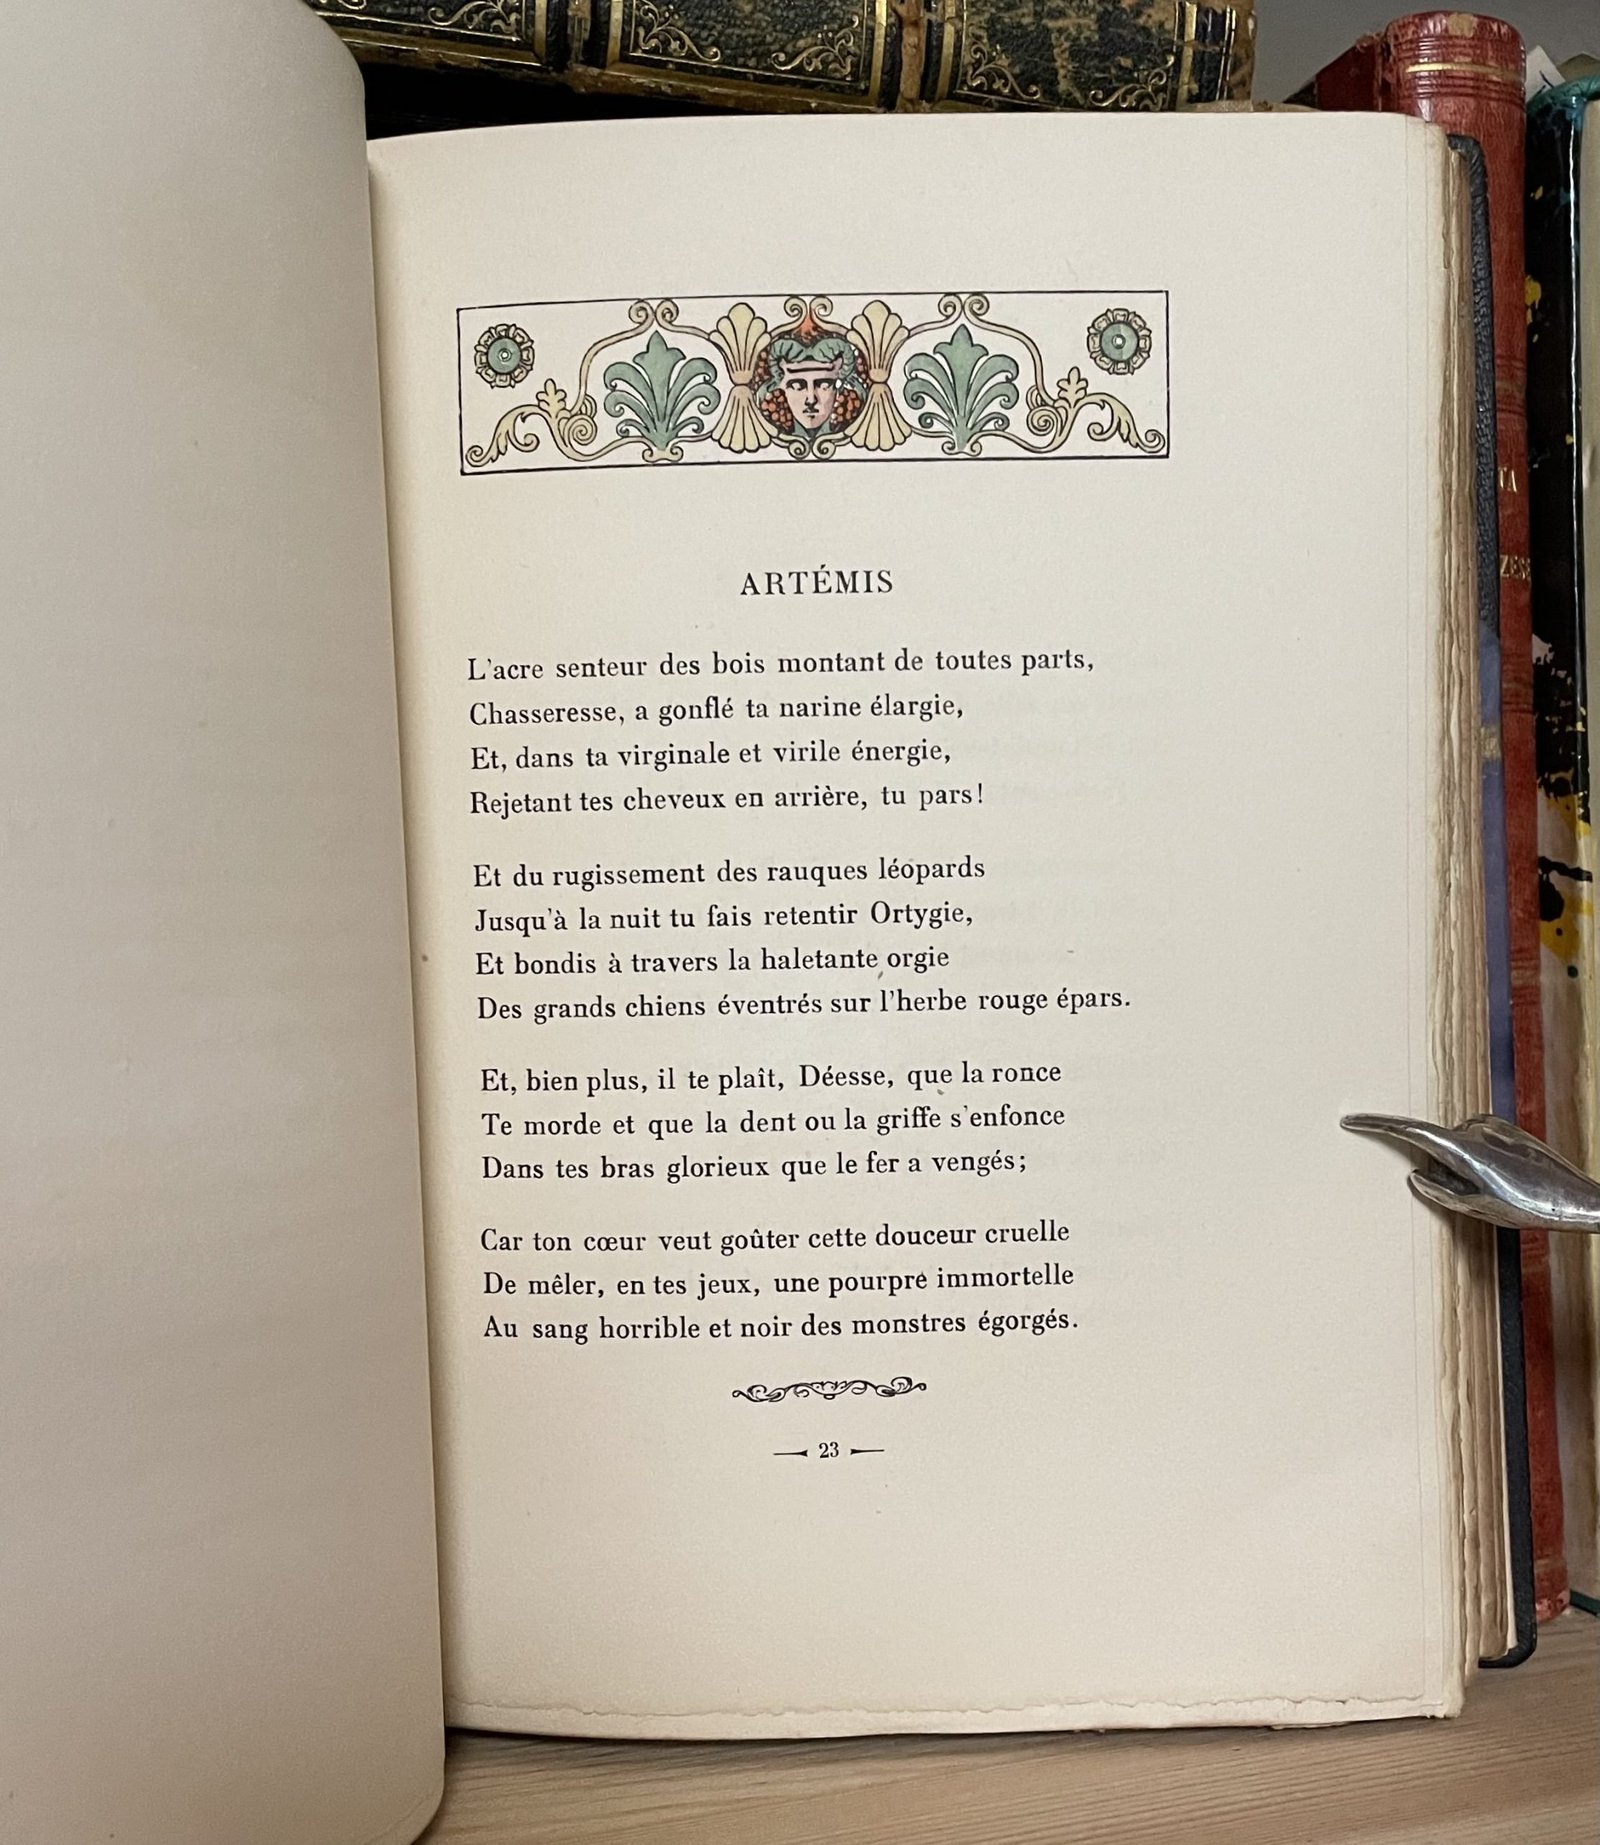 ARTÉMIS
L'acre senteur des bois montant de toutes parts,
Chasseresse, a gonflé ta narine élargie,
Et, dans ta virginale et virile énergie,
Rejetant tes cheveux en arrière, tu pars!
Et du rugissement des rauques léopards
Jusqu'à la nuit tu fais retentir Ortygie,
Et bondis à travers la haletante orgie
Des grands chiens éventrés sur l'herbe rouge épars.
Et, bien plus, il te plaît, Déesse, que la ronce
Te morde et que la dent ou la griffe s'enfonce
Dans tes bras glorieux que le fer a vengés;
Car ton cœur veut goûter cette douceur cruelle
De mêler, en tes jeux, une pourpre immortelle
Au sang horrible et noir des monstres égorgés.
23